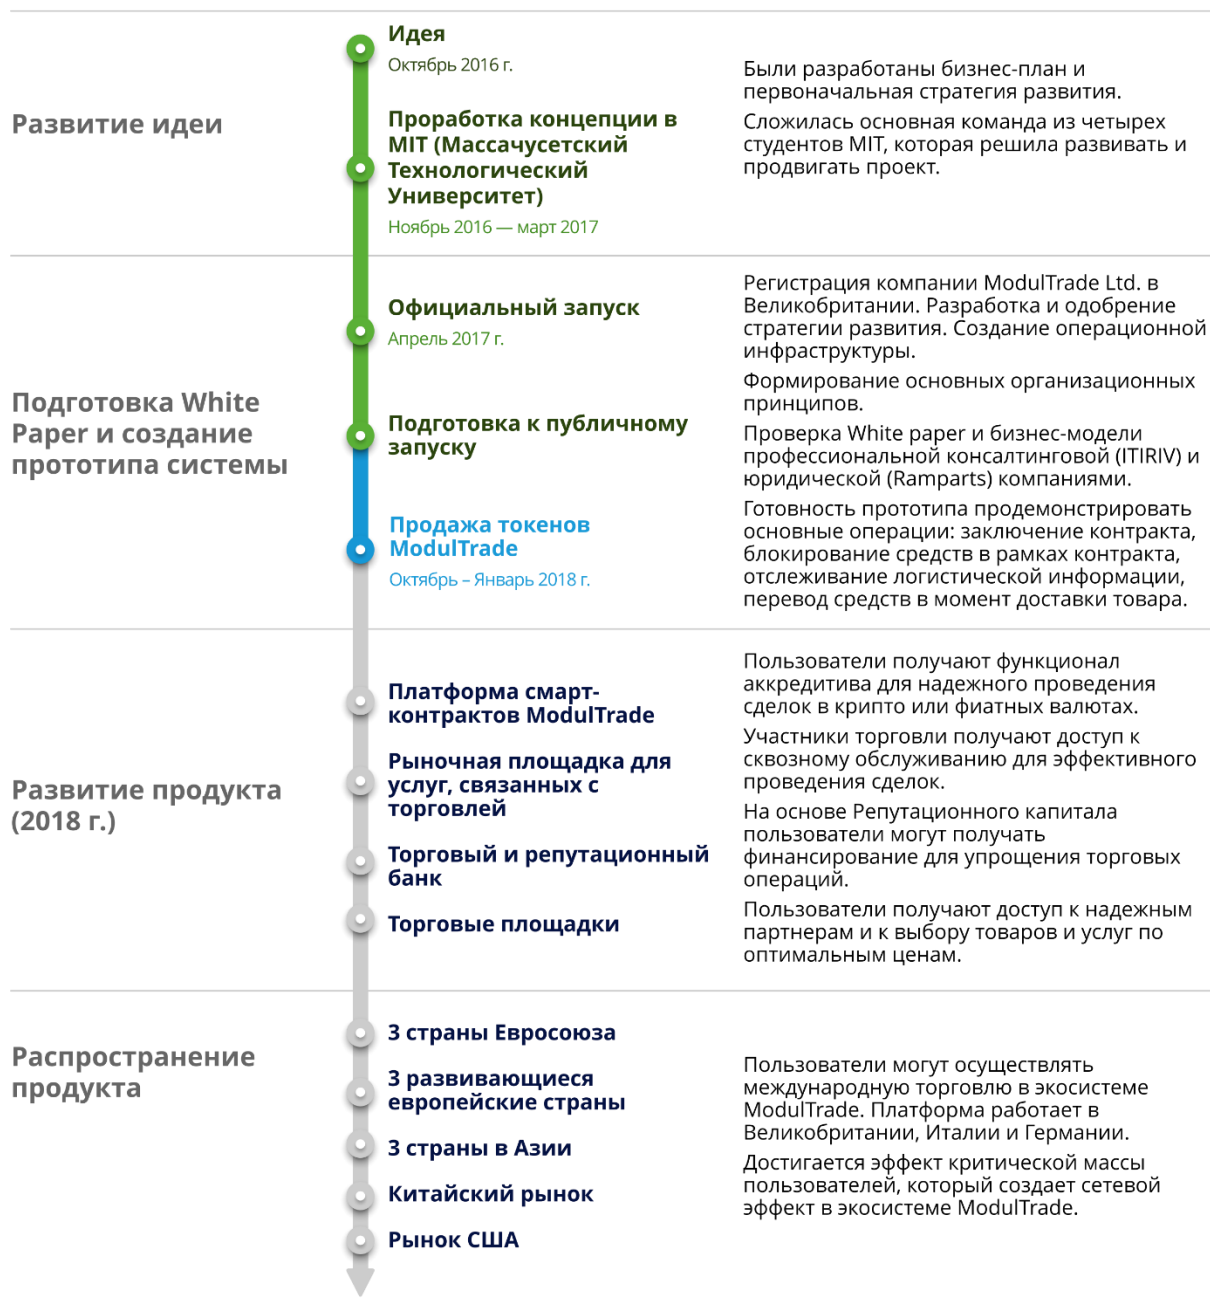 Развитие идеи
Идея
Октябрь 2016 г.
Проработка концепции в
MIT (Массачусетский
Технологический
Университет)
Ноябрь 2016 — март 2017
Были разработаны бизнес-план и
первоначальная стратегия развития.
Сложилась основная команда из четырех
студентов MIT, которая решила развивать и
продвигать проект.
Подготовка White
Paper и создание
прототипа системы
Официальный запуск
Апрель 2017 г.
Подготовка к публичному
запуску
Продажа токенов
ModulTrade
Октябрь – Январь 2018 г.
Регистрация компании ModulTrade Ltd. в
Великобритании. Разработка и одобрение
стратегии развития. Создание операционной
инфраструктуры.
Формирование основных организационных
принципов.
Проверка White paper и бизнес-модели
профессиональной консалтинговой (ITIRIV) и
юридической (Ramparts) компаниями.
Готовность прототипа продемонстрировать
основные операции: заключение контракта,
блокирование средств в рамках контракта,
отслеживание логистической информации,
перевод средств в момент доставки товара.
Развитие продукта
(2018 г.)
Платформа смарт-
контрактов ModulTrade
Рыночная площадка для
услуг, связанных с
торговлей
Торговый и репутационный
банк
Торговые площадки
Пользователи получают функционал
аккредитива для надежного проведения
сделок в крипто или фиатных валютах.
Участники торговли получают доступ к
сквозному обслуживанию для эффективного
проведения сделок.
На основе Репутационного капитала
пользователи могут получать
финансирование для упрощения торговых
операций.
Пользователи получают доступ к надежным
партнерам и к выбору товаров и услуг по
оптимальным ценам.
Распространение
продукта
3 страны Евросоюза
3 развивающиеся
европейские страны
3 страны в Азии
Китайский рынок
Рынок США
Пользователи могут осуществлять
международную торговлю в экосистеме
ModulTrade. Платформа работает в
Великобритании, Италии и Германии.
Достигается эффект критической массы
пользователей, который создает сетевой
эффект в экосистеме ModulTrade.